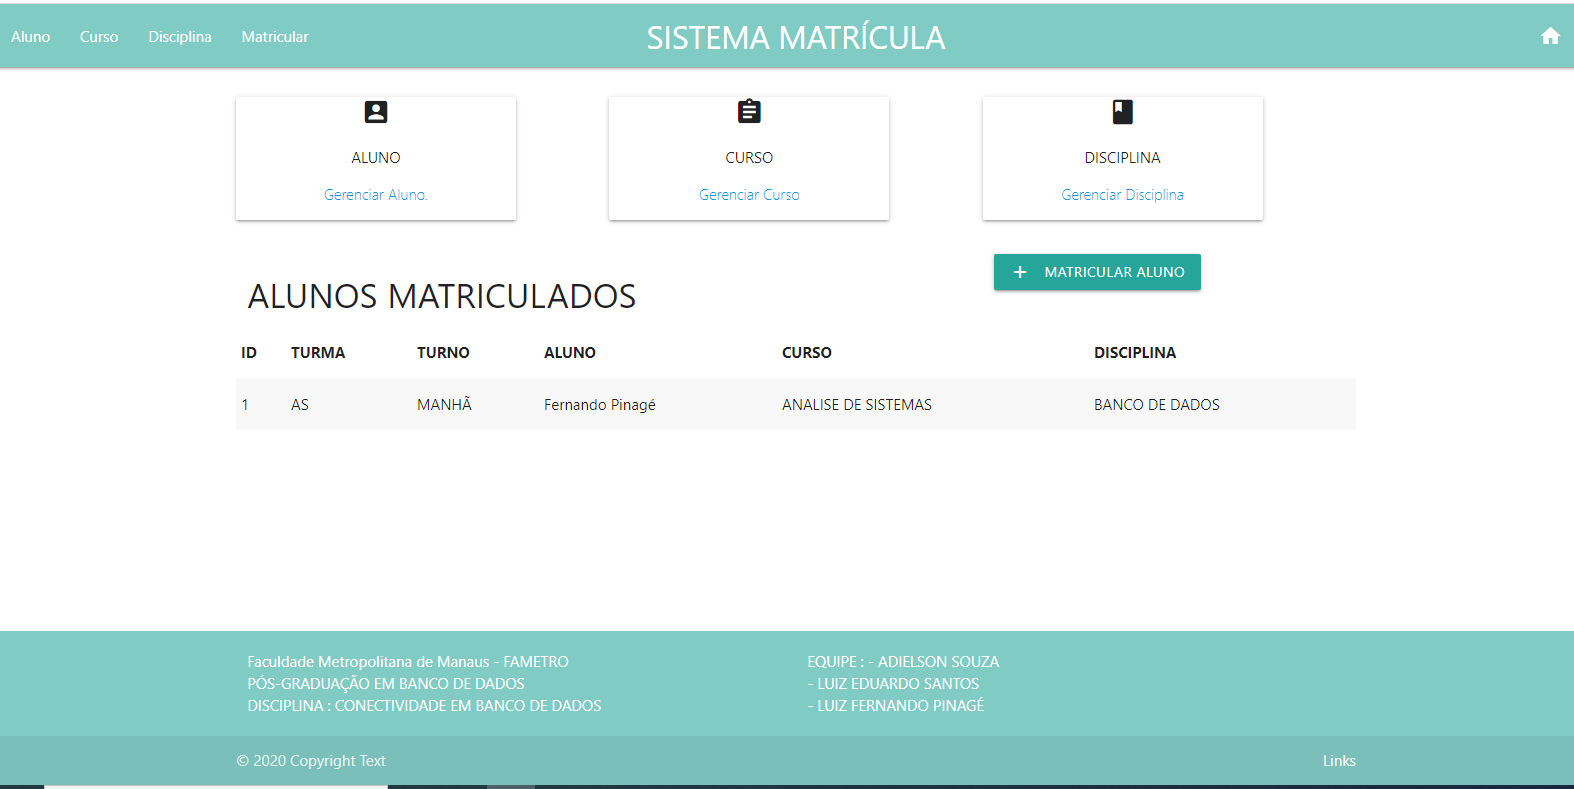 Aluno Curso Disciplina Matricular SISTEMA MATRÍCULA
ALUNO
Gerenciar Aluno.
CURSO
Gerenciar Curso
DISCIPLINA
Gerenciar Disciplina
+ MATRICULAR ALUNO
ALUNOS MATRICULADOS
ID TURMA TURNO ALUNO CURSO DISCIPLINA
1 AS MANHÃ Fernando Pinagé ANALISE DE SISTEMAS BANCO DE DADOS
Faculdade Metropolitana de Manaus - FAMETRO
PÓS-GRADUAÇÃO EM BANCO DE DADOS
DISCIPLINA : CONECTIVIDADE EM BANCO DE DADOS
EQUIPE : - ADIELSON SOUZA
- LUIZ EDUARDO SANTOS
- LUIZ FERNANDO PINAGÉ
© 2020 Copyright Text Links